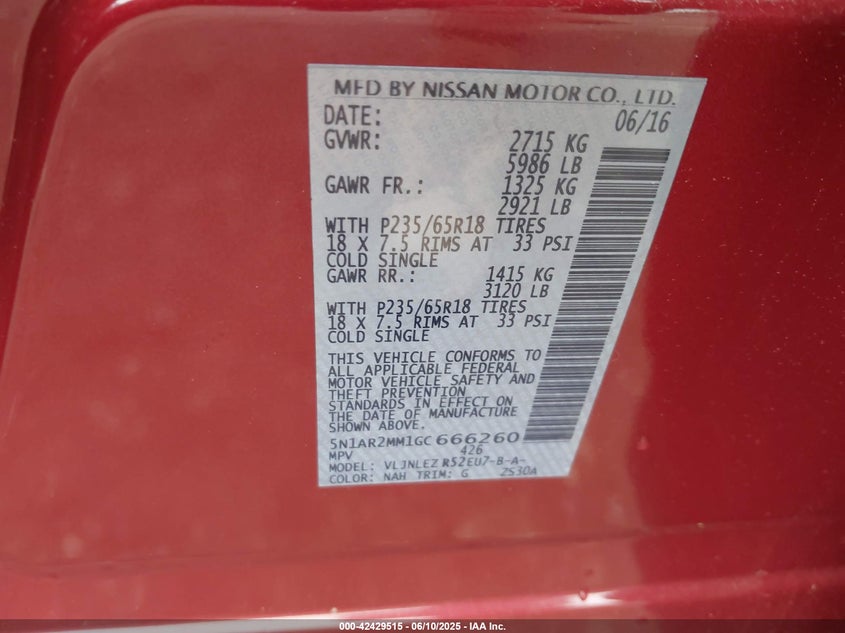 MFD BY NISSAN MOTOR CO., LTD.
DATE: 06/16
GVWR: 2715 KG
5986 LB
GAWR FR.: 1325 KG
2921 LB
WITH P235/65R18 TIRES
18 X 7.5 RIMS AT 33 PSI
COLD SINGLE
GAWR RR.: 1415 KG
3120 LB
WITH P235/65R18 TIRES
18 X 7.5 RIMS AT 33 PSI
COLD SINGLE
THIS VEHICLE CONFORMS TO
ALL APPLICABLE FEDERAL
MOTOR VEHICLE SAFETY AND
THEFT PREVENTION
STANDARDS IN EFFECT ON
THE DATE OF MANUFACTURE
SHOWN ABOVE.
5N1AR2MM1GC666260
MPV 426
MODEL: VLJNLEZ R52EU7-B-A-
COLOR: NAH TRIM: G ZS30A
000-42429515 - 06/10/2025 - IAA Inc.